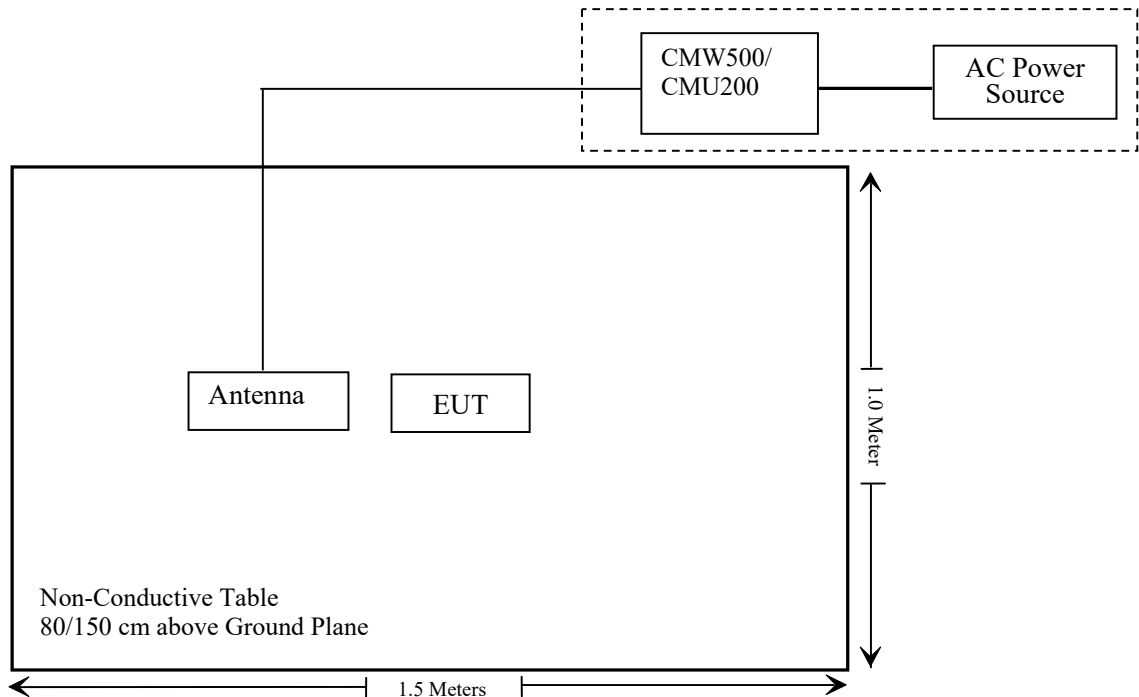 CMW500/
CMU200
AC Power
Source
Antenna
EUT
1.0 Meter
Non-Conductive Table
80/150 cm above Ground Plane
1.5 Meters